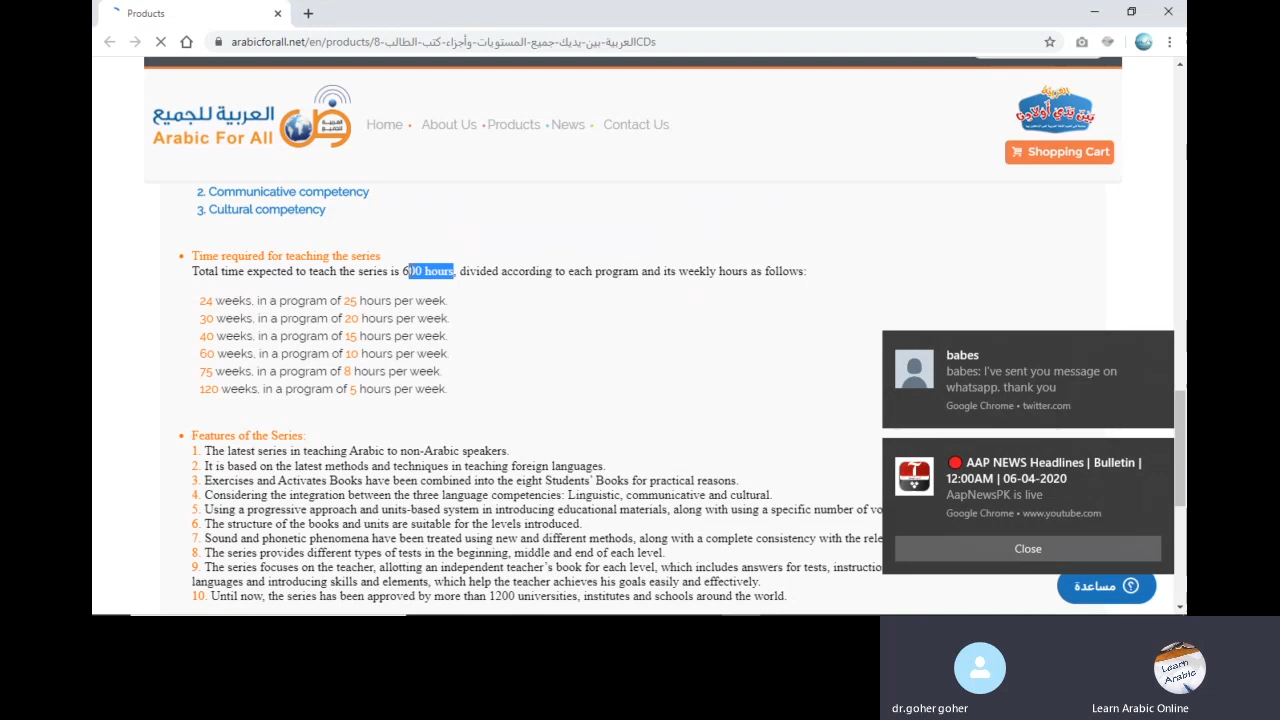 Products
arabicforall.net/en/products/8-العربية-بين-يديك-جميع-المستويات-وأجزاء-كتب-الطالبCDs
العربية للجميع
Arabic For All
Home • About Us • Products • News • Contact Us
العربية
بين يدي أولادنا
Shopping Cart
2. Communicative competency
3. Cultural competency
• Time required for teaching the series
Total time expected to teach the series is 600 hours, divided according to each program and its weekly hours as follows:
24 weeks, in a program of 25 hours per week.
30 weeks, in a program of 20 hours per week.
40 weeks, in a program of 15 hours per week.
60 weeks, in a program of 10 hours per week.
75 weeks, in a program of 8 hours per week.
120 weeks, in a program of 5 hours per week.
• Features of the Series:
1. The latest series in teaching Arabic to non-Arabic speakers.
2. It is based on the latest methods and techniques in teaching foreign languages.
3. Exercises and Activates Books have been combined into the eight Students’ Books for practical reasons.
4. Considering the integration between the three language competencies: Linguistic, communicative and cultural.
5. Using a progressive approach and units-based system in introducing educational materials, along with using a specific number of vo
6. The structure of the books and units are suitable for the levels introduced.
7. Sound and phonetic phenomena have been treated using new and different methods, along with a complete consistency with the rele
8. The series provides different types of tests in the beginning, middle and end of each level.
9. The series focuses on the teacher, allotting an independent teacher’s book for each level, which includes answers for tests, instructio
languages and introducing skills and elements, which help the teacher achieves his goals easily and effectively.
10. Until now, the series has been approved by more than 1200 universities, institutes and schools around the world.
babes
babes: I've sent you message on
whatsapp, thank you
Google Chrome • twitter.com
AAP NEWS Headlines | Bulletin |
12:00AM | 06-04-2020
AapNewsPK is live
Google Chrome • www.youtube.com
Close
مساعدة
Learn
Arabic
dr.goher goher
Learn Arabic Online